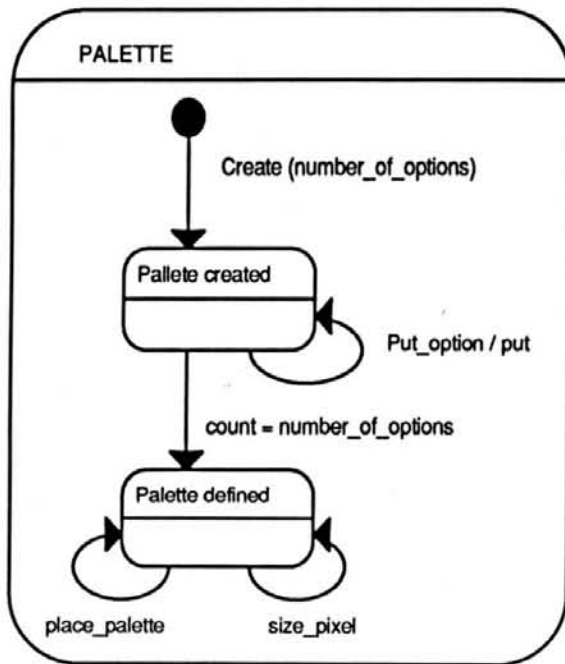 PALETTE
Create (number_of_options)
Pallete created
Put_option / put
count = number_of_options
Palette defined
place_palette
size_pixel